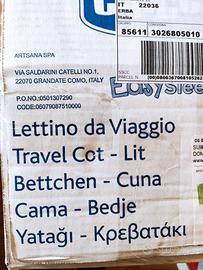 IT 22036
ERBA
Italia
85611 3026805010
ARTSANA SPA
VIA SALDARINI CATELLI NO.1,
22070 GRANDATE COMO, ITALY
SSCC
P.O.NO.:0501307290
CODE:06079087510000
Lettino da Viaggio
Travel Cot - Lit
Bettchen - Cuna
Cama - Bedje
Yatağı - Κρεβατάκι